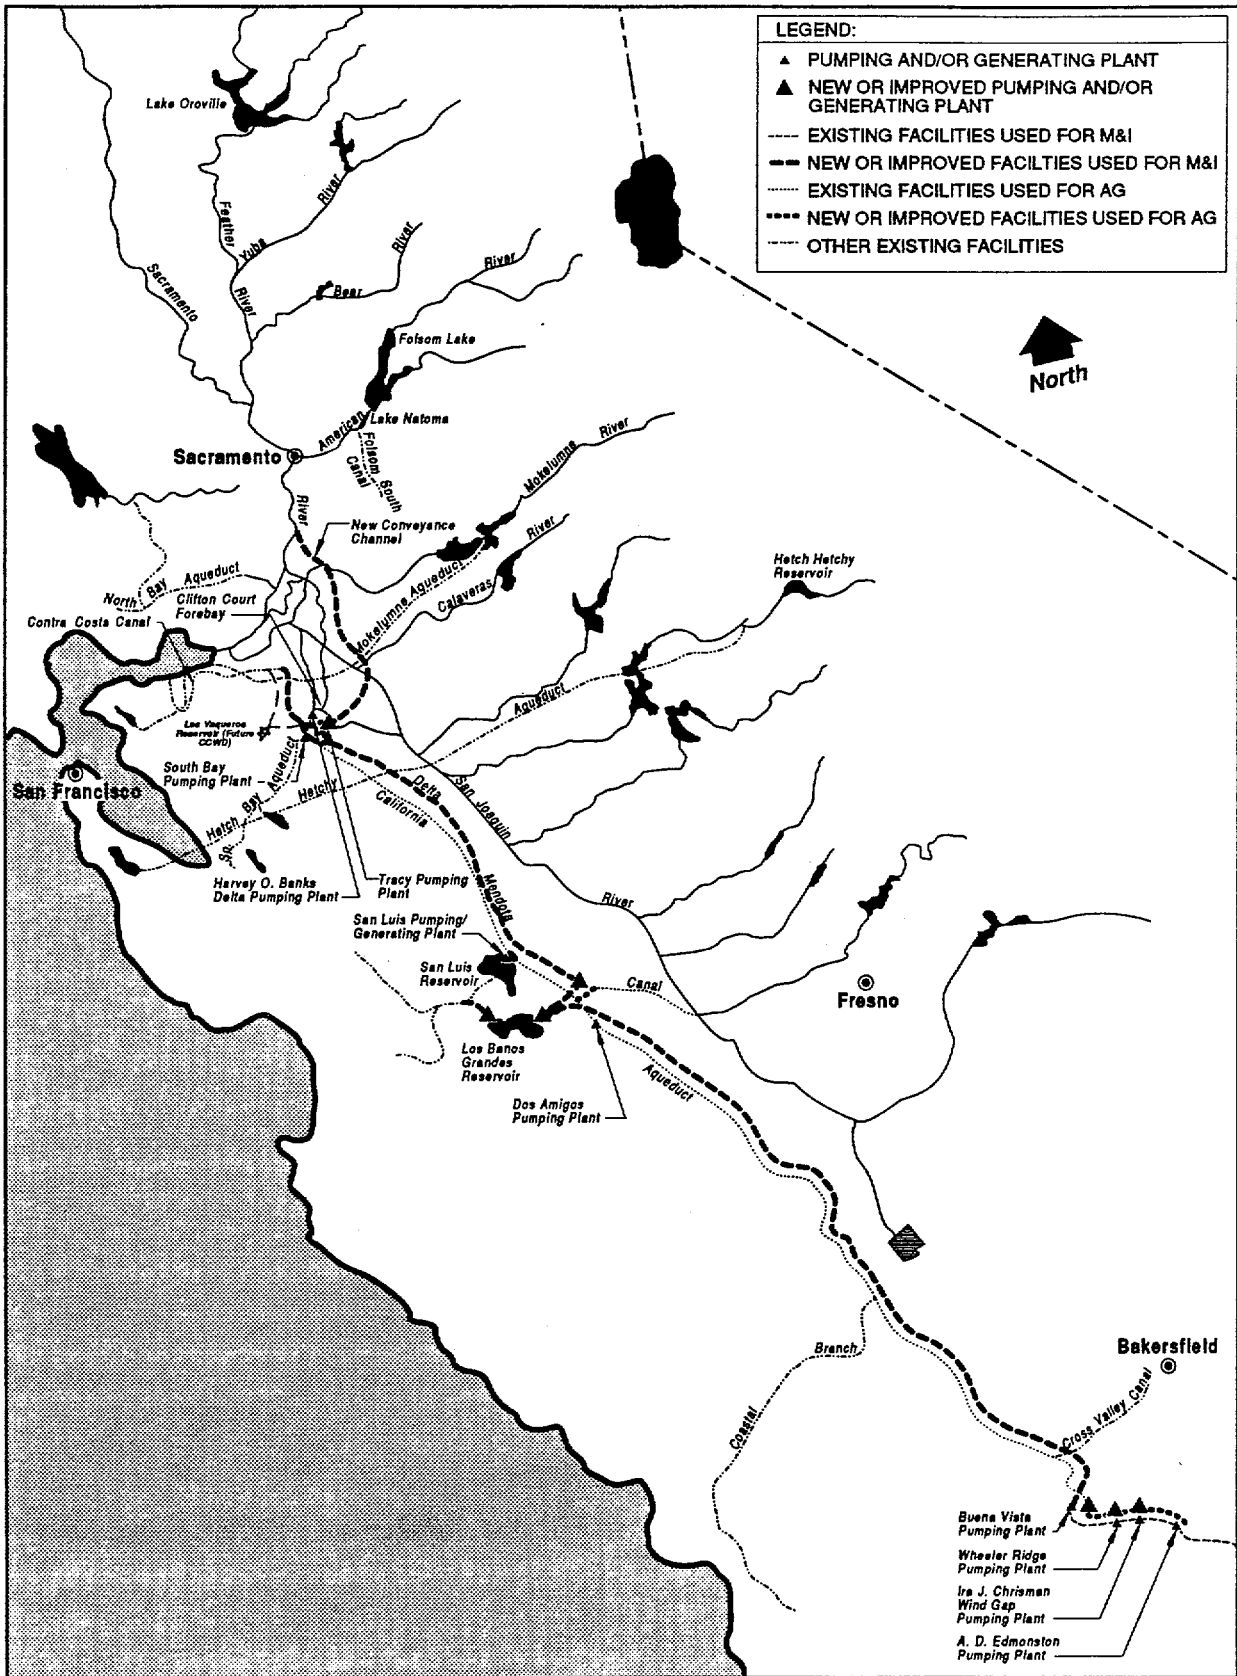 LEGEND:
PUMPING AND/OR GENERATING PLANT
NEW OR IMPROVED PUMPING AND/OR
GENERATING PLANT
EXISTING FACILITIES USED FOR M&I
NEW OR IMPROVED FACILTIES USED FOR M&I
EXISTING FACILITIES USED FOR AG
NEW OR IMPROVED FACILITIES USED FOR AG
OTHER EXISTING FACILITIES
North
Lake Oroville
Feather
River
Yuba
River
Sacramento
Bear
River
River
Folsom Lake
Lake Natoma
American
Folsom
South
Canal
Sacramento
River
New Conveyance
Channel
Mokelumne
River
Calaveras
River
Mokelumne Aqueduct
North
Bay
Aqueduct
Clifton Court
Forebay
Contra Costa Canal
Hetch Hetchy
Reservoir
Los Vaqueros
Reservoir (Future
CCWD)
South Bay
Pumping Plant
San Francisco
Hetch
Hetchy
Aqueduct
So.
Bay
Aqueduct
Harvey O. Banks
Delta Pumping Plant
Tracy Pumping
Plant
Delta
Mendota
Canal
California
Aqueduct
San Joaquin
River
San Luis Pumping/
Generating Plant
San Luis
Reservoir
Los Banos
Grandes
Reservoir
Dos Amigos
Pumping Plant
Fresno
Coastal
Branch
Bakersfield
Cross Valley Canal
Buena Vista
Pumping Plant
Wheeler Ridge
Pumping Plant
Ira J. Chrisman
Wind Gap
Pumping Plant
A. D. Edmonston
Pumping Plant